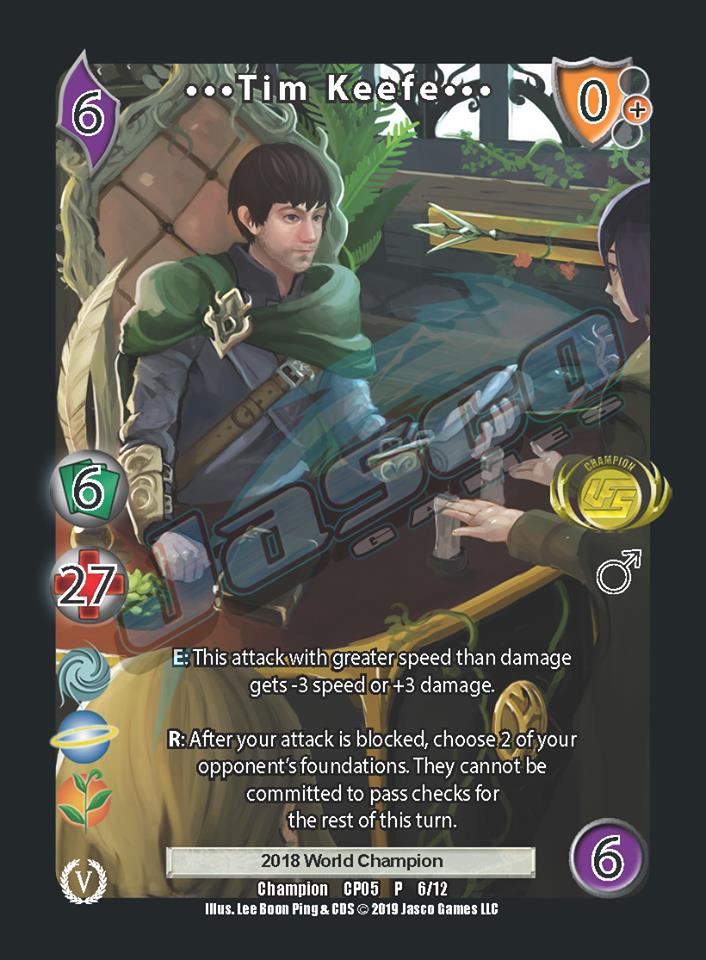 •••Tim Keefe•••
6
0
+
6
27
CHAMPION
UFS
Jasco
GAMES
E: This attack with greater speed than damage
gets -3 speed or +3 damage.
R: After your attack is blocked, choose 2 of your
opponent's foundations. They cannot be
committed to pass checks for
the rest of this turn.
2018 World Champion
6
V
Champion CP05 P 6/12
Illus. Lee Boon Ping & CDS © 2019 Jasco Games LLC